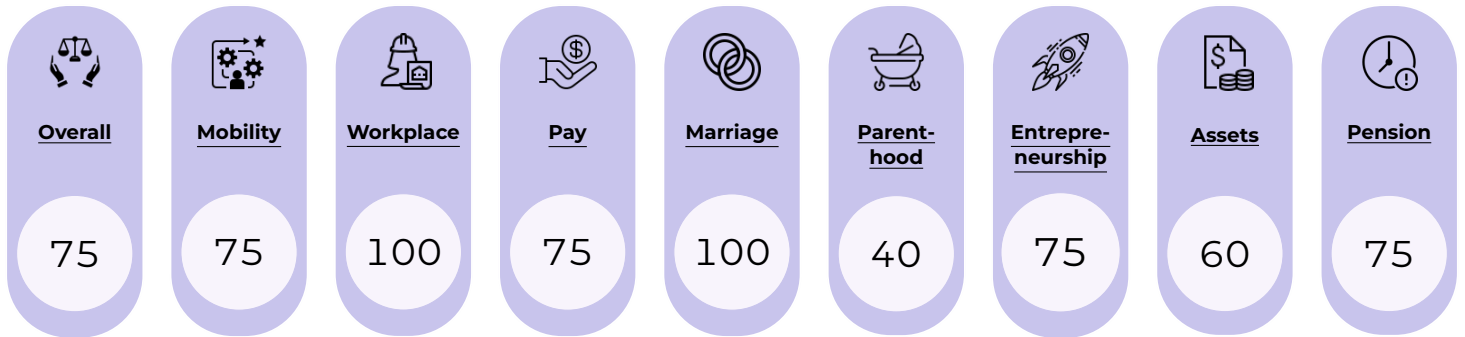 Overall
75
Mobility
75
Workplace
100
Pay
75
Marriage
100
Parent-
hood
40
Entrepre-
neurship
75
Assets
60
Pension
75